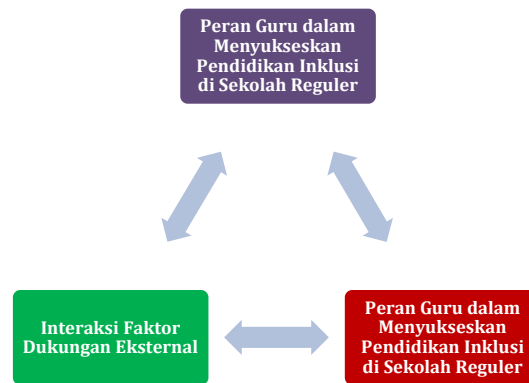 Peran Guru dalam
Menyukseskan
Pendidikan Inklusi
di Sekolah Reguler
Interaksi Faktor
Dukungan Eksternal
Peran Guru dalam
Menyukseskan
Pendidikan Inklusi
di Sekolah Reguler